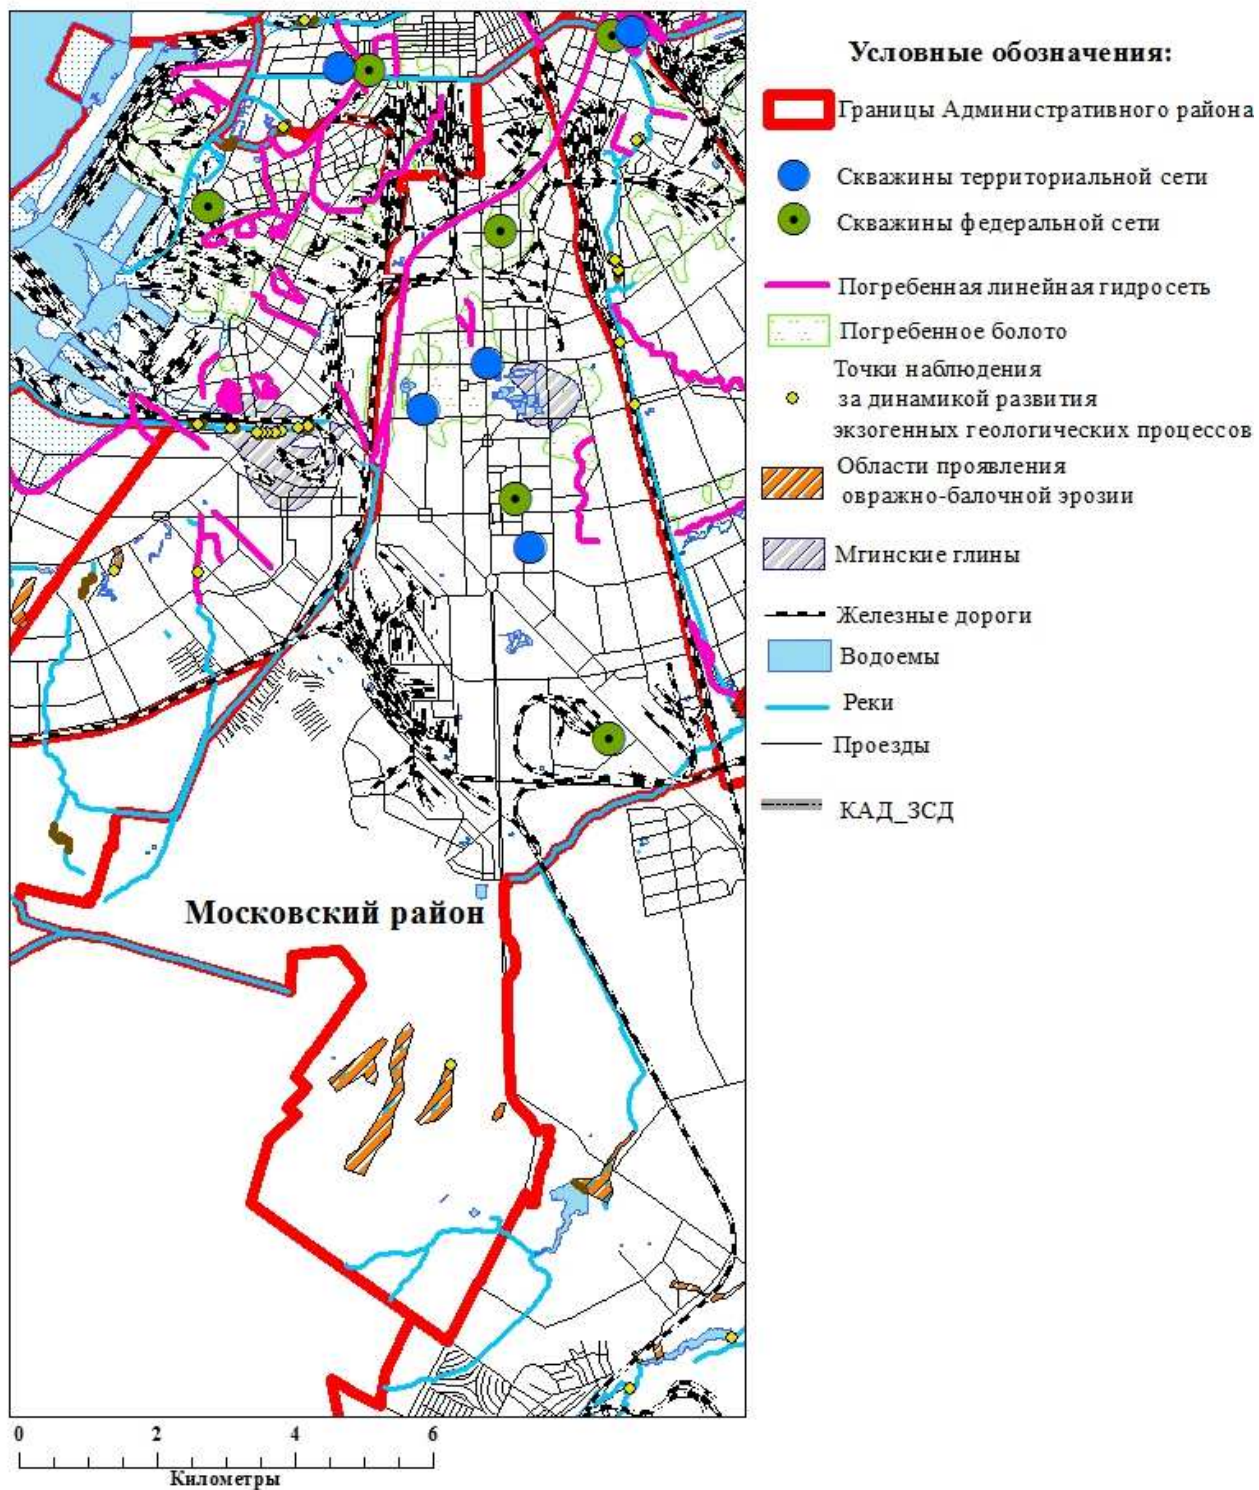 Условные обозначения:
Границы Административного района
Скважины территориальной сети
Скважины федеральной сети
Погребенная линейная гидросеть
Погребенное болото
Точки наблюдения
за динамикой развития
экзогенных геологических процессов
Области проявления
овражно-балочной эрозии
Мгинские глины
Железные дороги
Водоемы
Реки
Проезды
КАД_ЗСД
Московский район
0 2 4 6
Километры